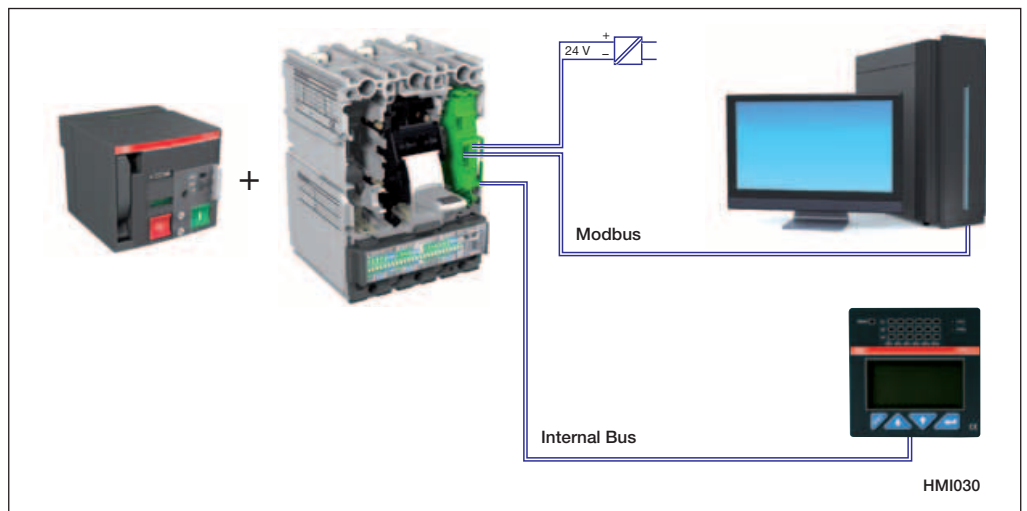 +
-
24 V
+
Modbus
Internal Bus
HMI030